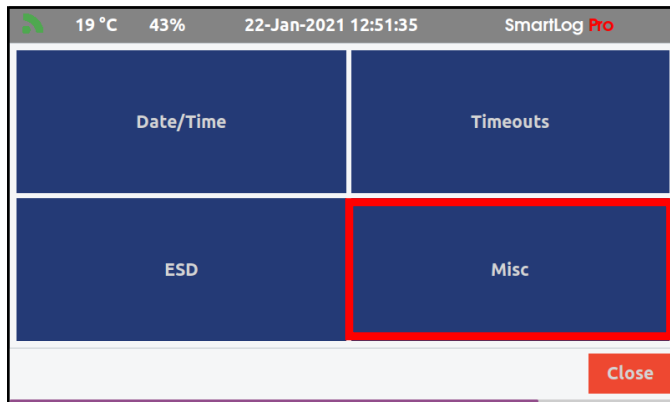 19 °C 43% 22-Jan-2021 12:51:35 SmartLog Pro
Date/Time Timeouts
ESD Misc
Close